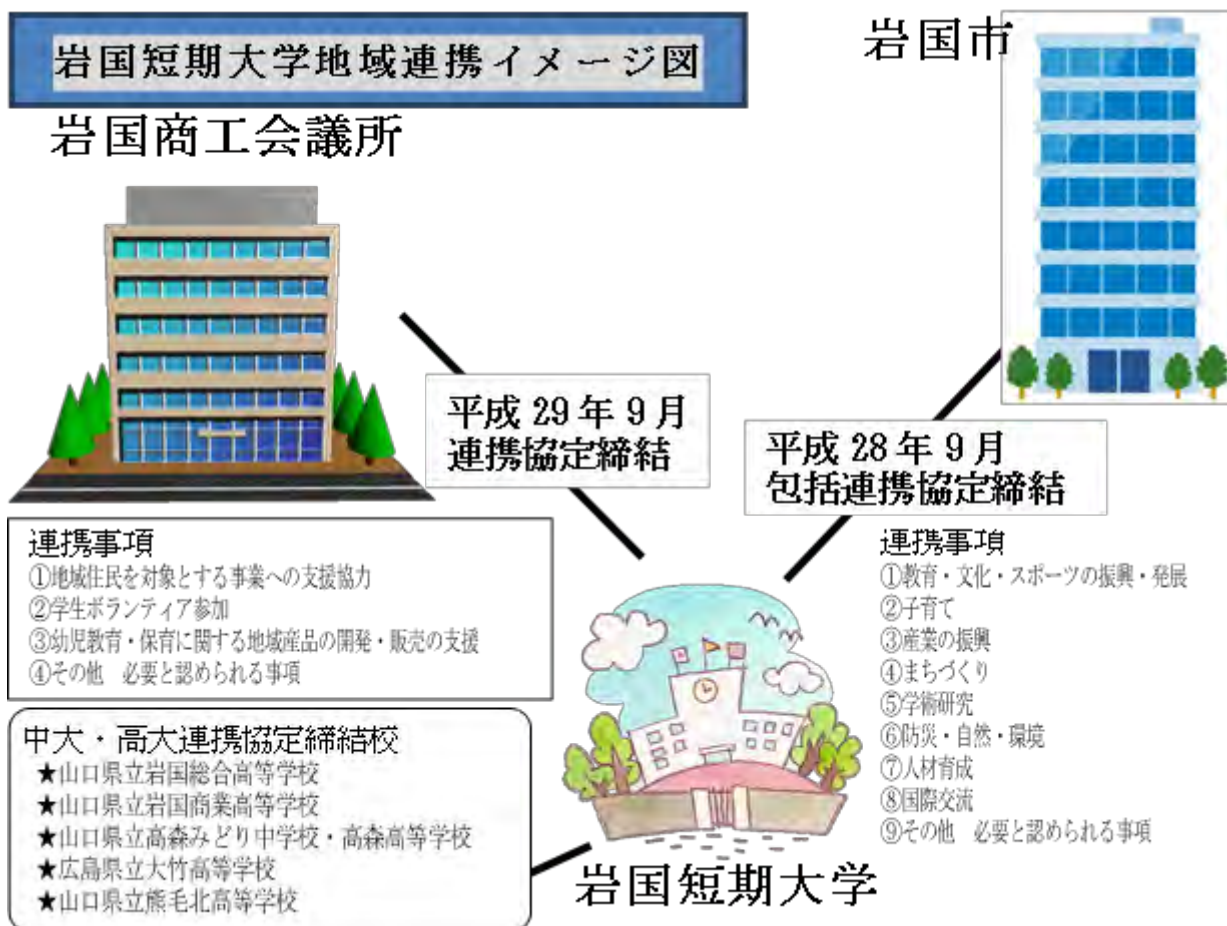 岩国短期大学地域連携イメージ図
岩国市
岩国商工会議所
平成 29 年 9 月
連携協定締結
平成 28 年 9 月
包括連携協定締結
連携事項
①地域住民を対象とする事業への支援協力
②学生ボランティア参加
③幼児教育・保育に関する地域産品の開発・販売の支援
④その他　必要と認められる事項
連携事項
①教育・文化・スポーツの振興・発展
②子育て
③産業の振興
④まちづくり
⑤学術研究
⑥防災・自然・環境
⑦人材育成
⑧国際交流
⑨その他　必要と認められる事項
中大・高大連携協定締結校
★山口県立岩国総合高等学校
★山口県立岩国商業高等学校
★山口県立高森みどり中学校・高森高等学校
★広島県立大竹高等学校
★山口県立熊毛北高等学校
岩国短期大学